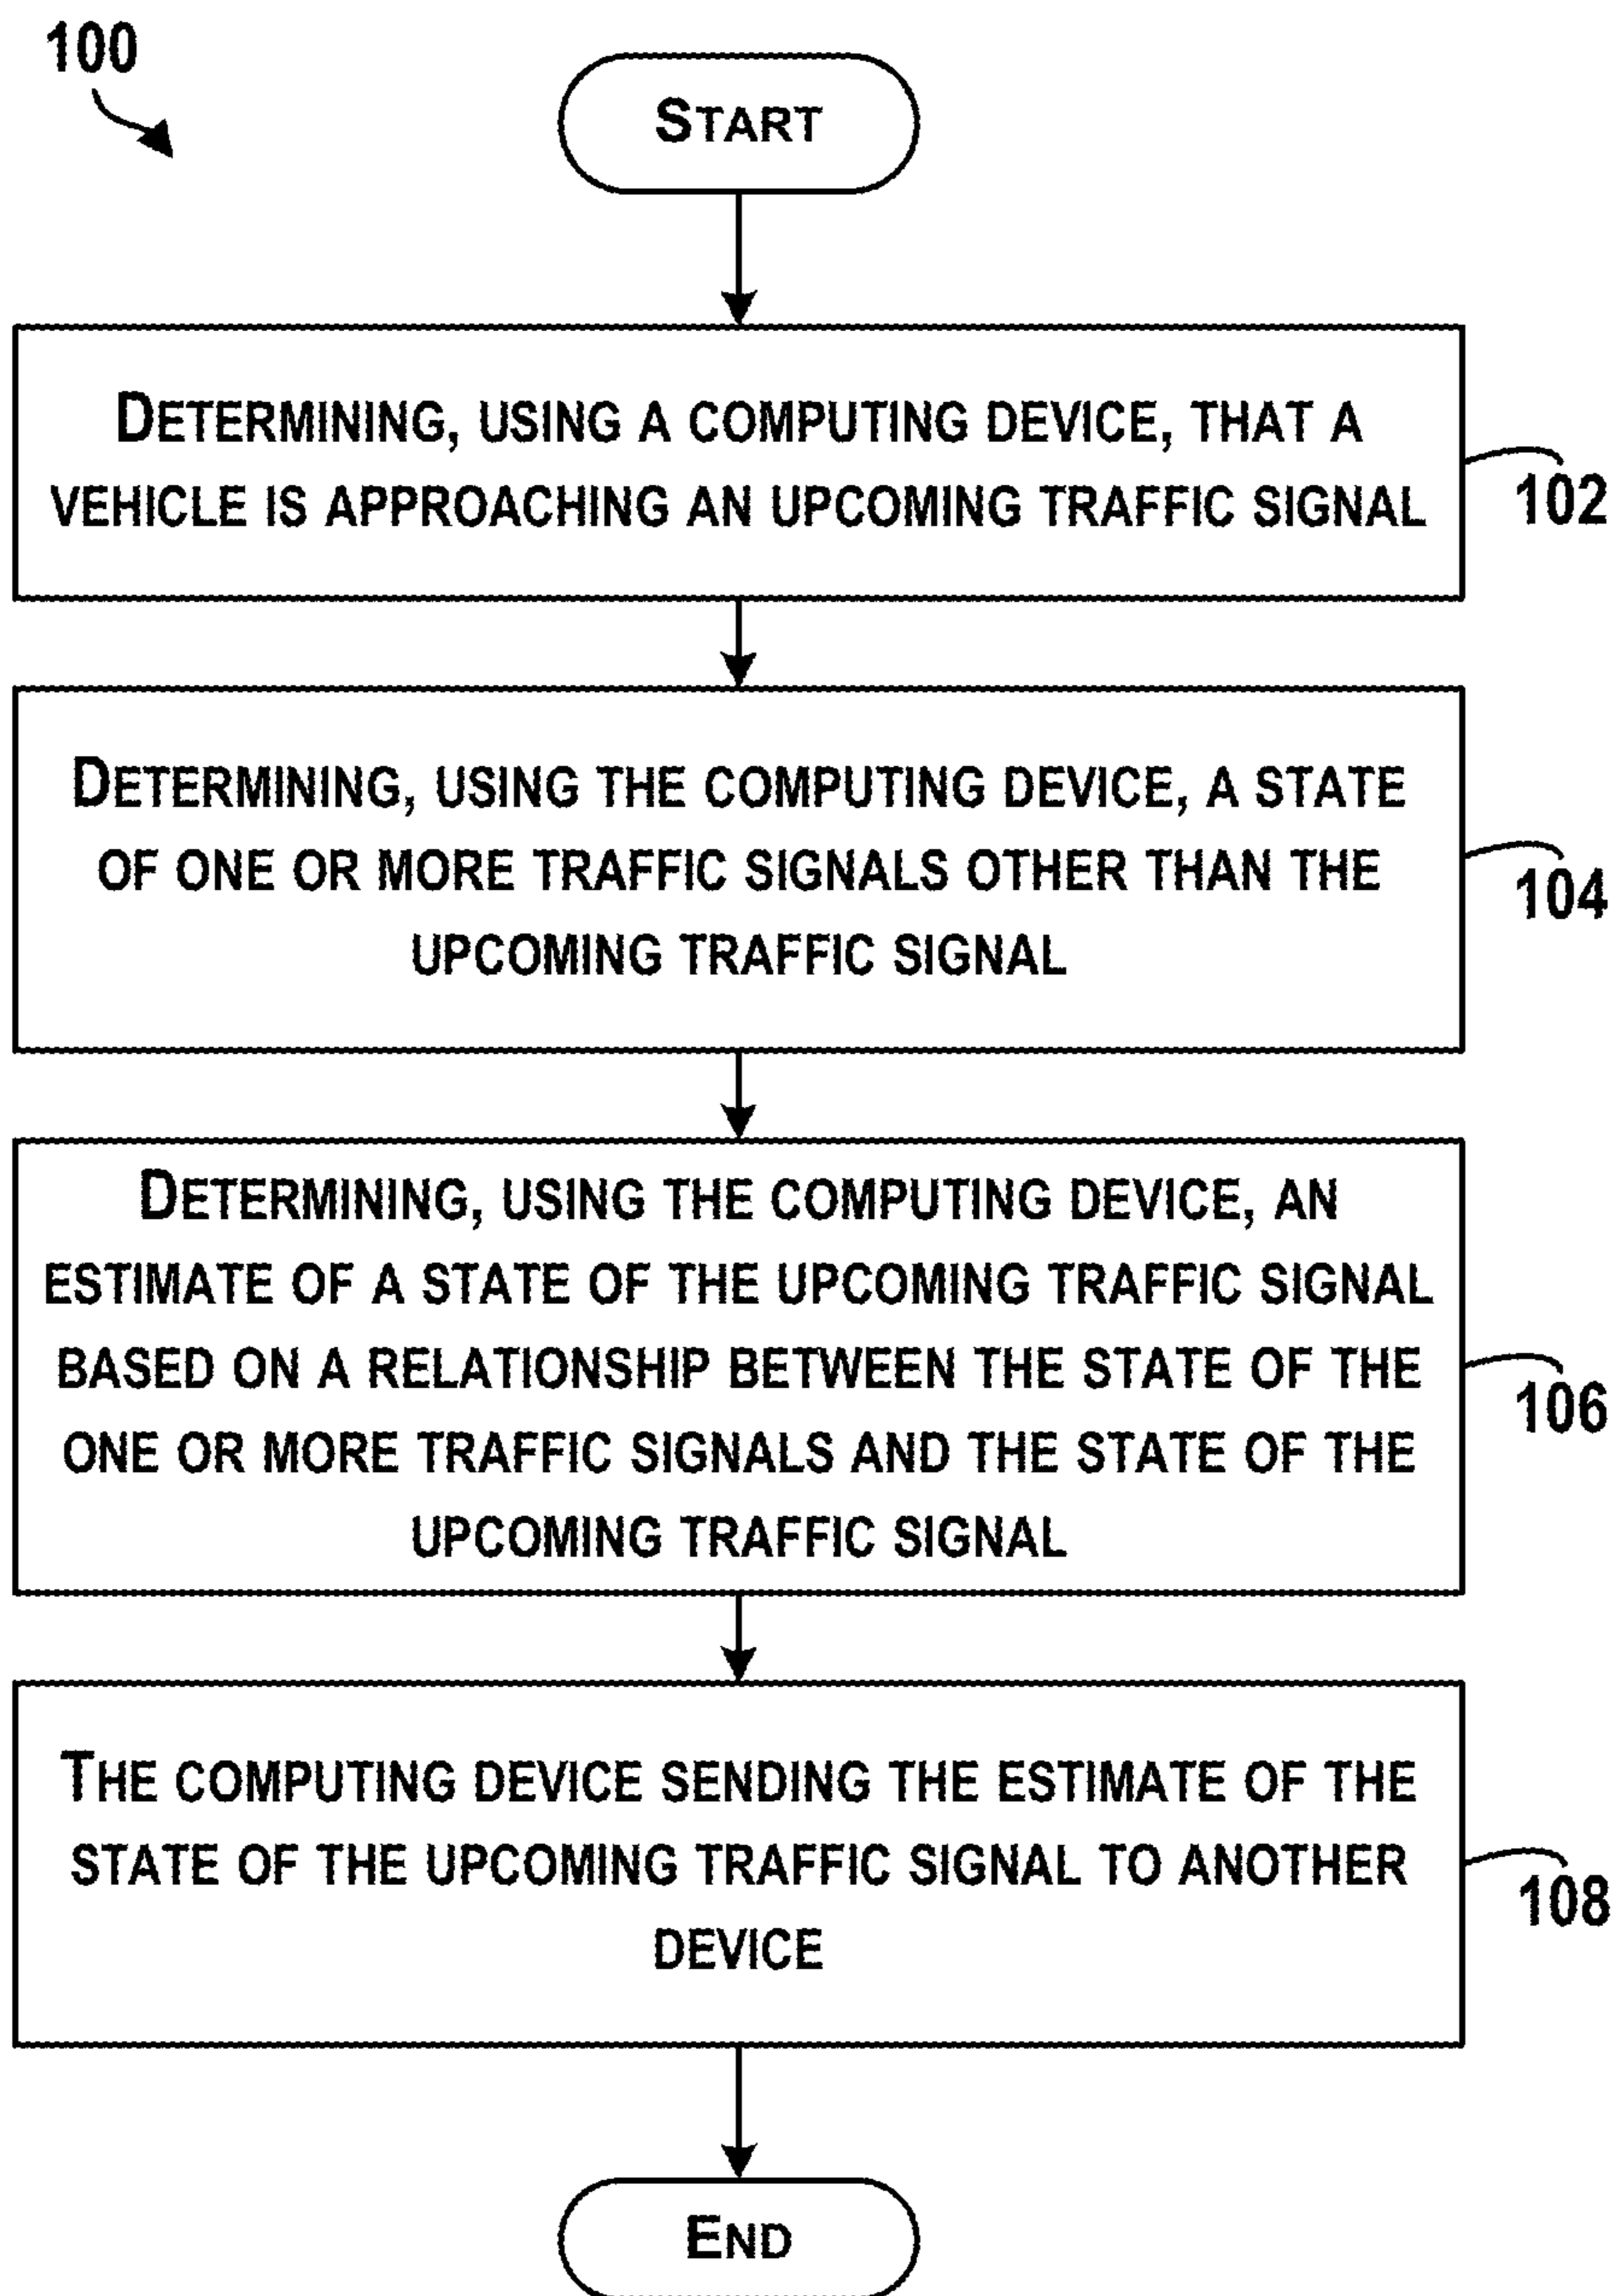 100
START
DETERMINING, USING A COMPUTING DEVICE, THAT A
VEHICLE IS APPROACHING AN UPCOMING TRAFFIC SIGNAL
102
DETERMINING, USING THE COMPUTING DEVICE, A STATE
OF ONE OR MORE TRAFFIC SIGNALS OTHER THAN THE
UPCOMING TRAFFIC SIGNAL
104
DETERMINING, USING THE COMPUTING DEVICE, AN
ESTIMATE OF A STATE OF THE UPCOMING TRAFFIC SIGNAL
BASED ON A RELATIONSHIP BETWEEN THE STATE OF THE
ONE OR MORE TRAFFIC SIGNALS AND THE STATE OF THE
UPCOMING TRAFFIC SIGNAL
106
THE COMPUTING DEVICE SENDING THE ESTIMATE OF THE
STATE OF THE UPCOMING TRAFFIC SIGNAL TO ANOTHER
DEVICE
108
END